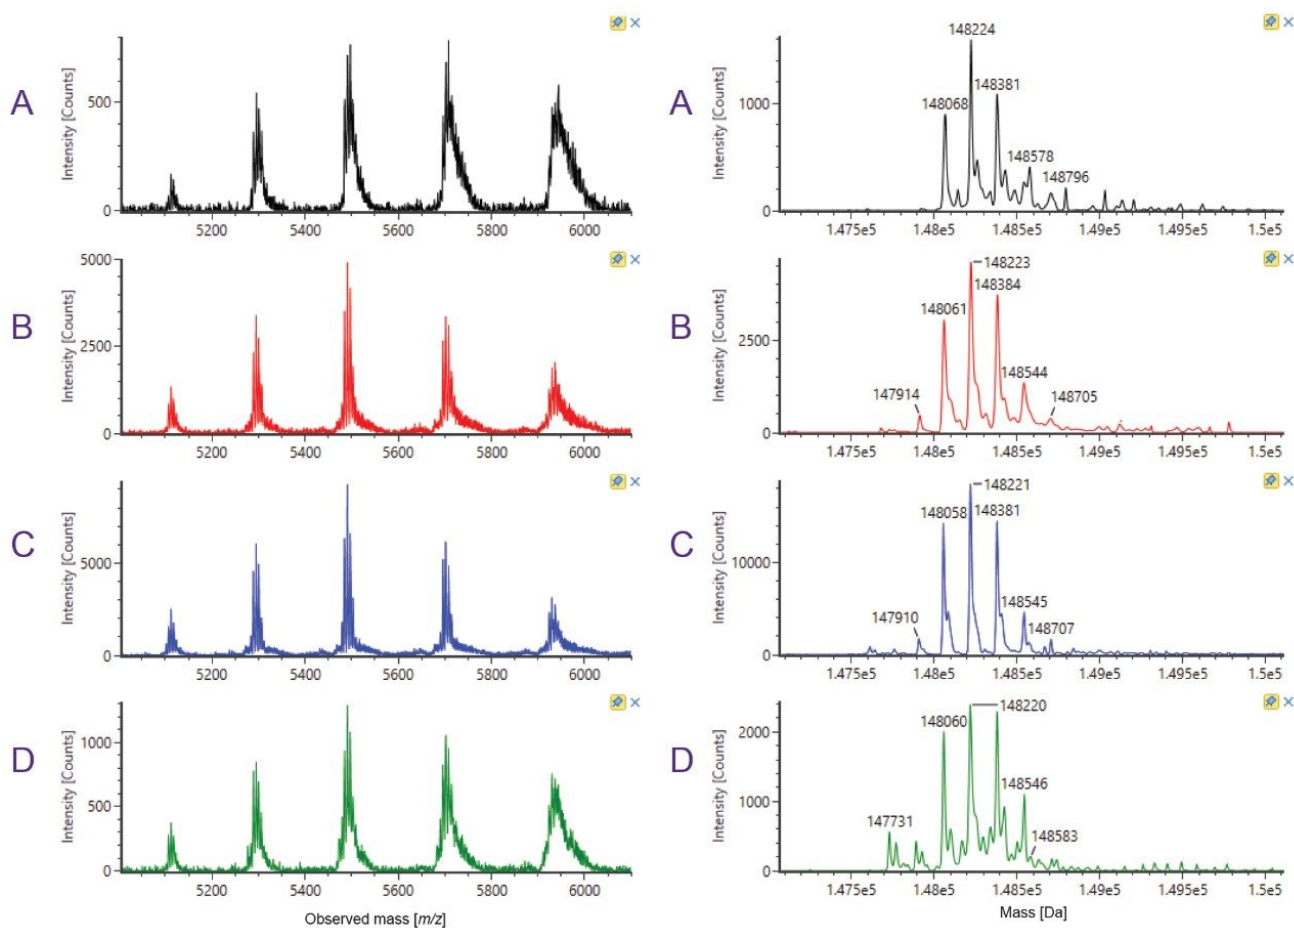 A
Intensity [Counts]
500
0
5200
5400
5600
5800
6000
A
Intensity [Counts]
1000
0
148224
148381
148068
148578
148796
1.475e5
1.48e5
1.485e5
1.49e5
1.495e5
1.5e5
B
Intensity [Counts]
5000
2500
0
5200
5400
5600
5800
6000
B
Intensity [Counts]
2500
0
148223
148384
148061
148544
148705
147914
1.475e5
1.48e5
1.485e5
1.49e5
1.495e5
1.5e5
C
Intensity [Counts]
5000
0
5200
5400
5600
5800
6000
C
Intensity [Counts]
10000
0
148221
148058
148381
148545
148707
147910
1.475e5
1.48e5
1.485e5
1.49e5
1.495e5
1.5e5
D
Intensity [Counts]
1000
500
0
5200
5400
5600
5800
6000
Observed mass [m/z]
D
Intensity [Counts]
2000
1000
0
148220
148060
148546
147731
148583
1.475e5
1.48e5
1.485e5
1.49e5
1.495e5
1.5e5
Mass [Da]